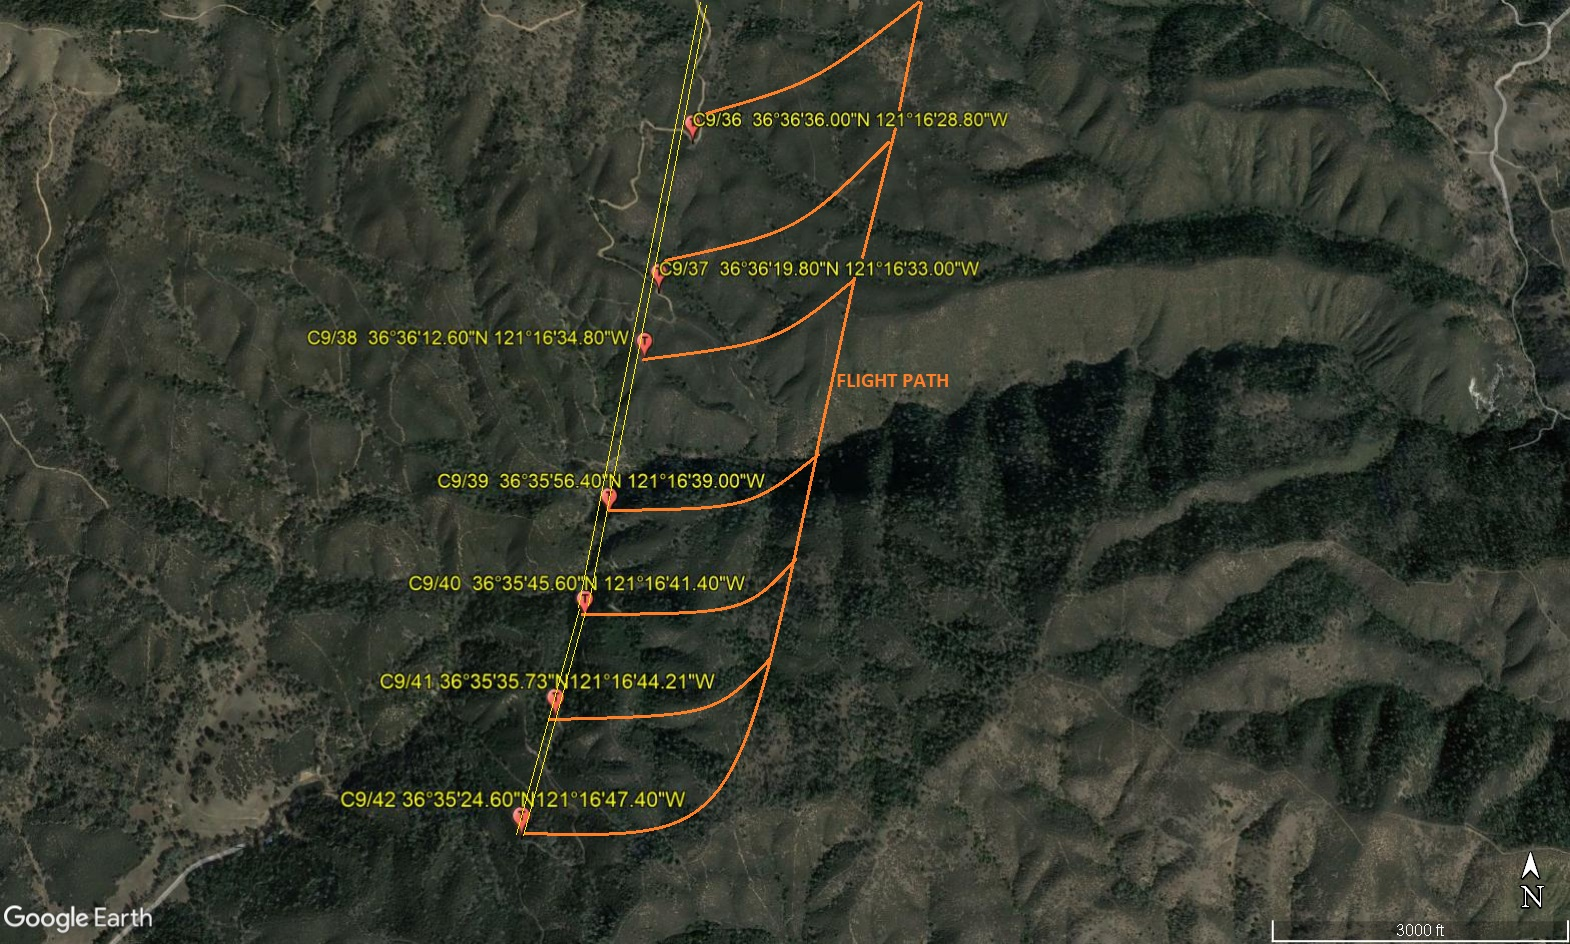 C9/36  36°36'36.00"N 121°16'28.80"W
C9/37  36°36'19.80"N 121°16'33.00"W
C9/38  36°36'12.60"N 121°16'34.80"W
FLIGHT PATH
C9/39  36°35'56.40"N 121°16'39.00"W
C9/40  36°35'45.60"N 121°16'41.40"W
C9/41 36°35'35.73"N121°16'44.21"W
C9/42 36°35'24.60"N121°16'47.40"W
N
Google Earth
3000 ft